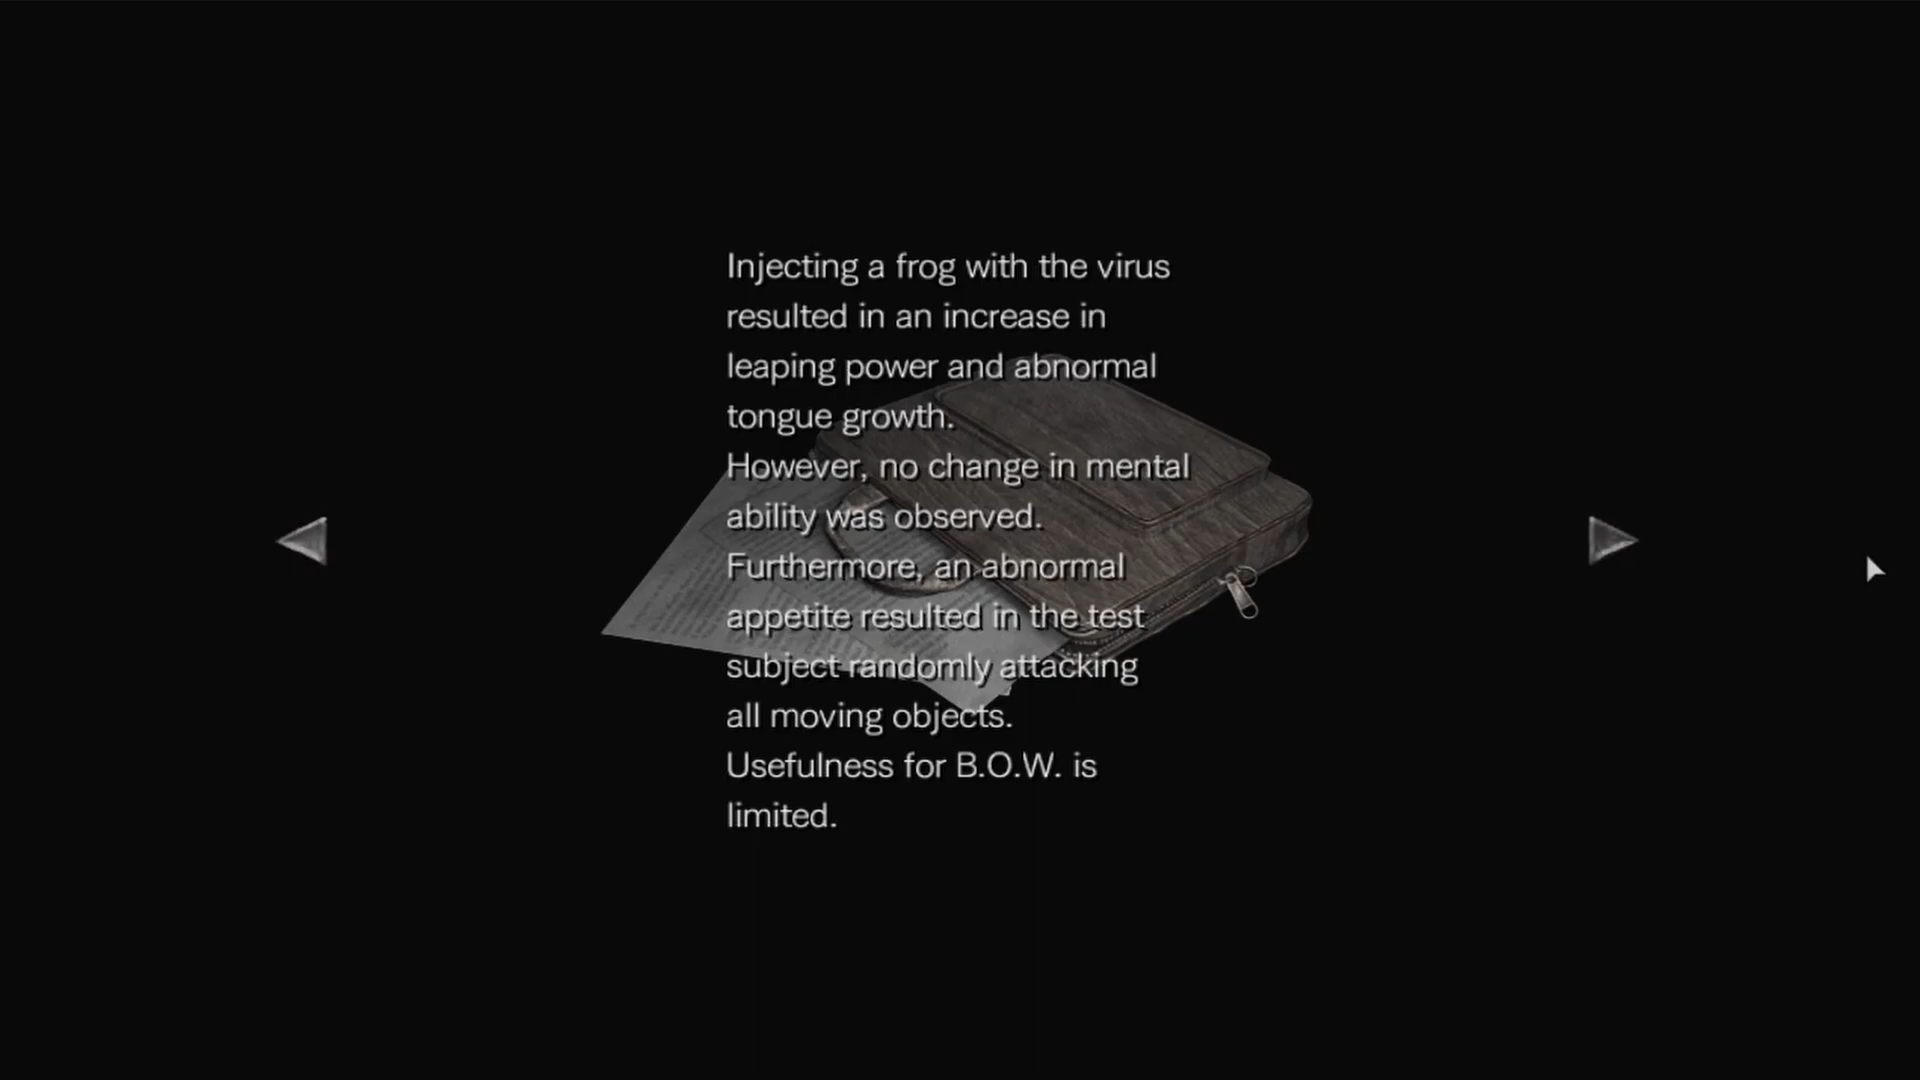 Injecting a frog with the virus
resulted in an increase in
leaping power and abnormal
tongue growth.
However, no change in mental
ability was observed.
Furthermore, an abnormal
appetite resulted in the test
subject randomly attacking
all moving objects.
Usefulness for B.O.W. is
limited.